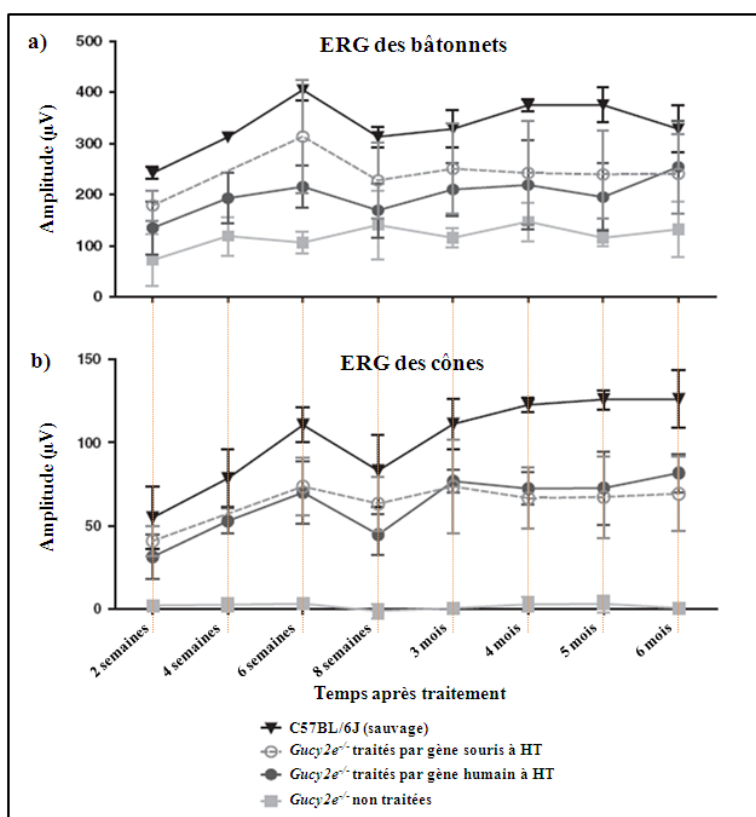 a)
ERG des bâtonnets
Amplitude (µV)
500
400
300
200
100
0
b)
ERG des cônes
Amplitude (µV)
150
100
50
0
2 semaines
4 semaines
6 semaines
8 semaines
3 mois
4 mois
5 mois
6 mois
Temps après traitement
C57BL/6J (sauvage)
Gucy2e-/- traités par gène souris à HT
Gucy2e-/- traités par gène humain à HT
Gucy2e-/- non traitées